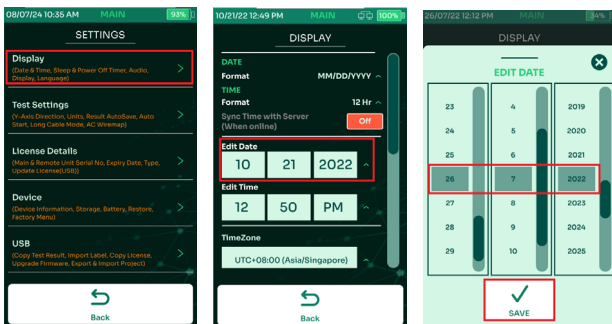 08/07/24 10:35 AM MAIN 93%
SETTINGS
Display
(Date & Time, Sleep & Power Off Timer, Audio,
Display, Language)
Test Settings
(Y-Axis Direction, Units, Result AutoSave, Auto
Start, Long Cable Mode, AC Wiremap)
License Details
(Main & Remote Unit Serial No, Expiry Date, Type,
Update License(USB))
Device
(Device Information, Storage, Battery, Restore,
Factory Menu)
USB
(Copy Test Result, Import Label, Copy License,
Upgrade Firmware, Export & Import Project)
Back
10/21/22 12:49 PM MAIN 100%
DISPLAY
DATE
Format MM/DD/YYYY
TIME
Format 12 Hr
Sync Time with Server
(When online)
Off
Edit Date
10 21 2022
Edit Time
12 50 PM
TimeZone
UTC+08:00 (Asia/Singapore)
Back
26/07/22 12:12 PM MAIN 34%
DISPLAY
EDIT DATE
23 4 2019
24 5 2020
25 6 2021
26 7 2022
27 8 2023
28 9 2024
29 10 2025
SAVE